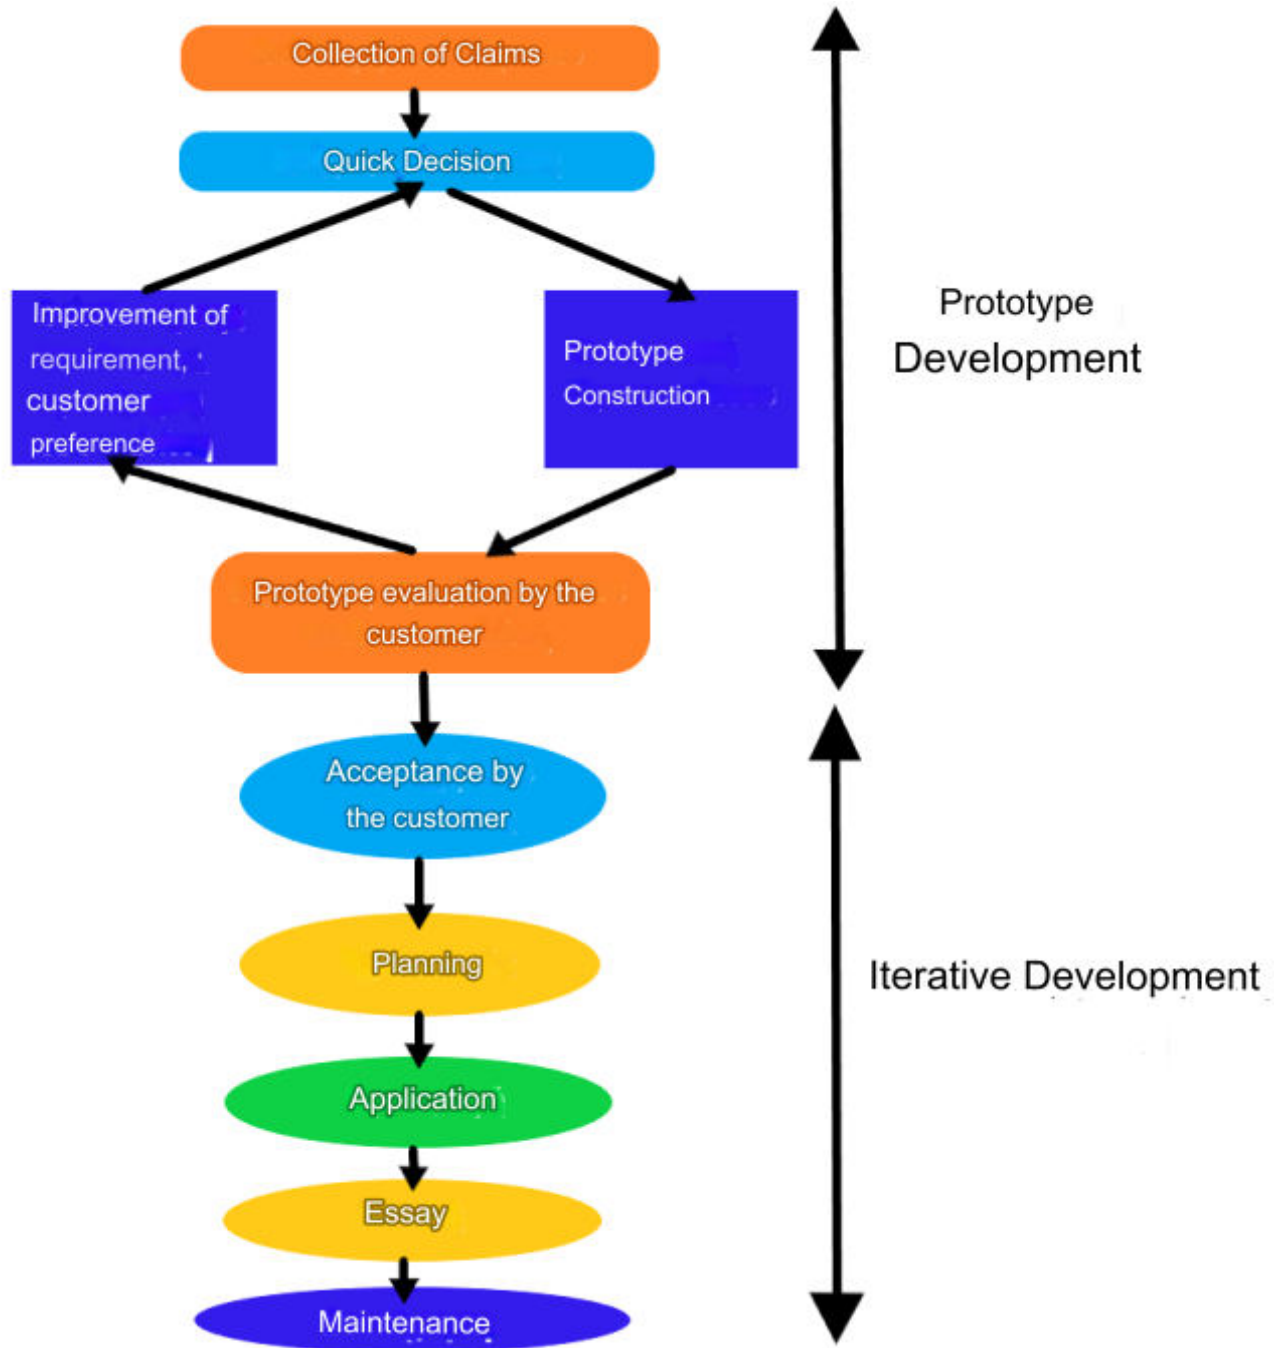 Collection of Claims
Quick Decision
Improvement of
requirement,
customer
preference
Prototype
Construction
Prototype
Development
Prototype evaluation by the
customer
Acceptance by
the customer
Planning
Iterative Development
Application
Essay
Maintenance